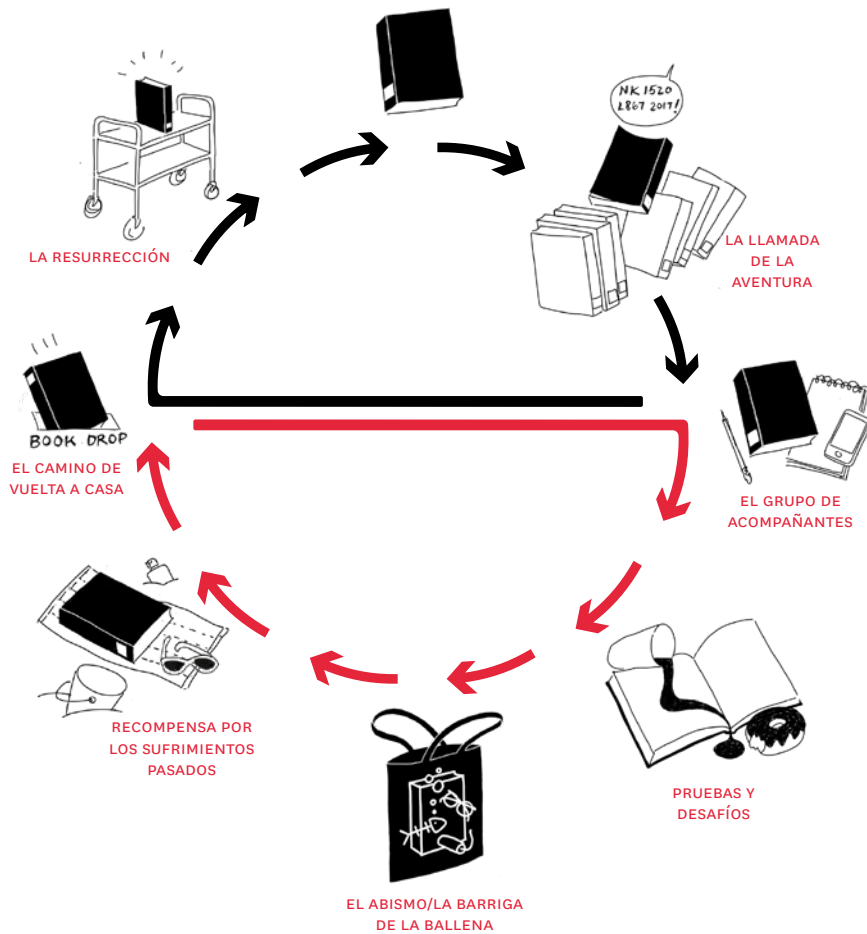 NK 1520
L867 2017!
LA LLAMADA
DE LA
AVENTURA
EL GRUPO DE
ACOMPAÑANTES
PRUEBAS Y
DESAFÍOS
EL ABISMO/LA BARRIGA
DE LA BALLENA
RECOMPENSA POR
LOS SUFRIMIENTOS
PASADOS
BOOK DROP
EL CAMINO DE
VUELTA A CASA
LA RESURRECCIÓN